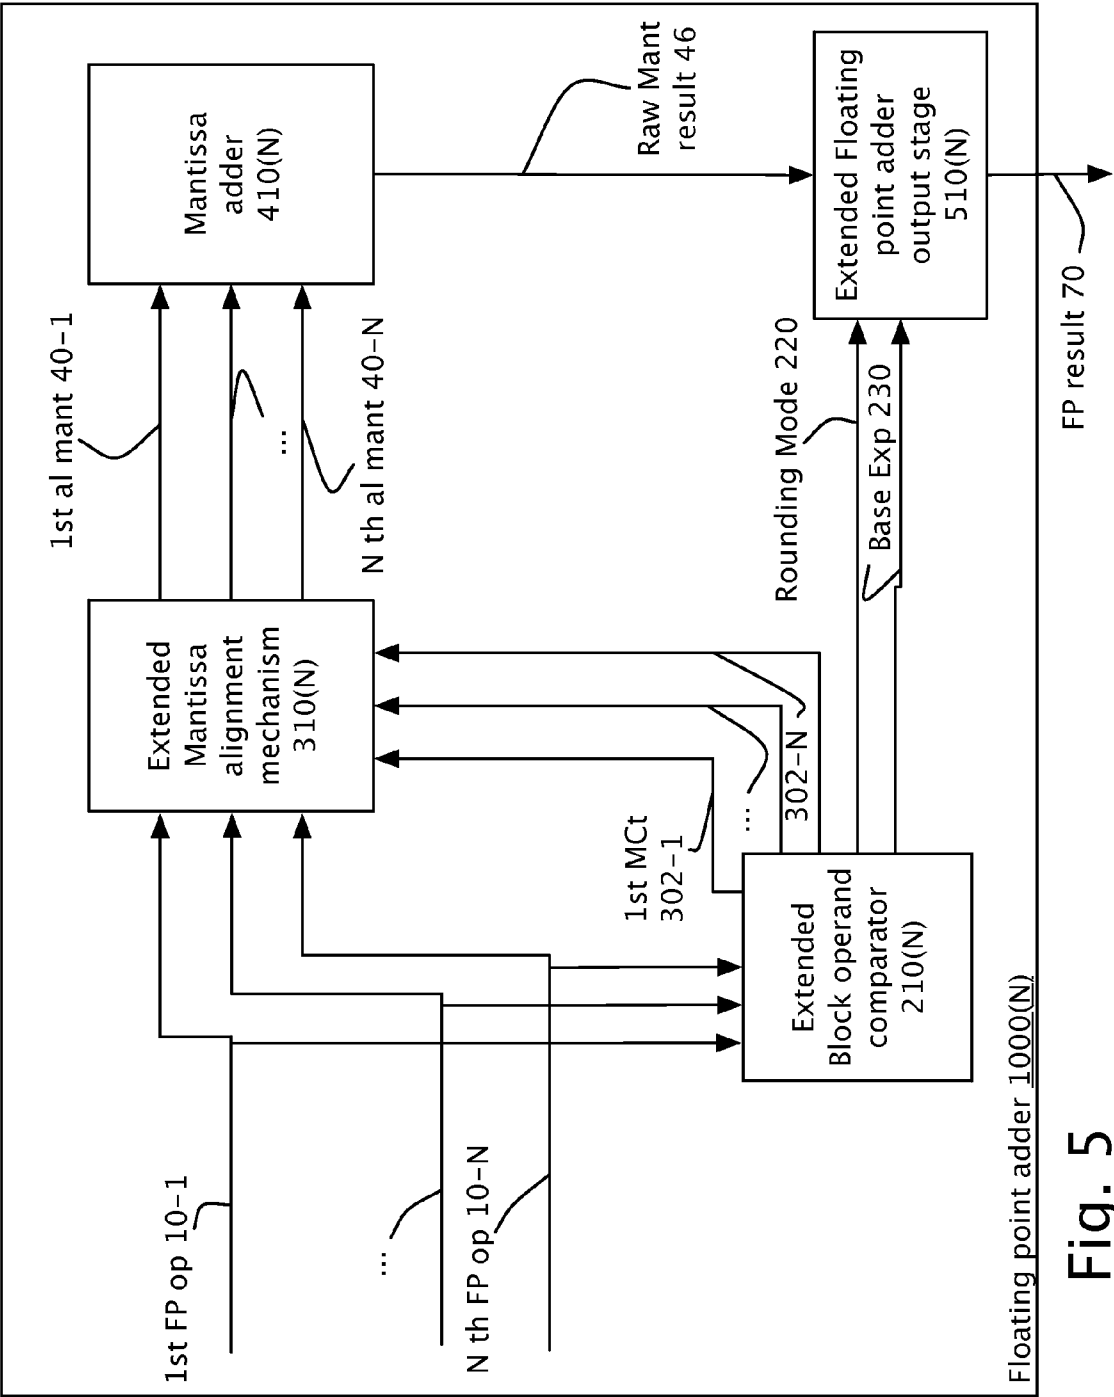 1st FP op 10-1
...
N th FP op 10-N
Extended
Mantissa
alignment
mechanism
310(N)
1st al mant 40-1
...
N th al mant 40-N
Mantissa
adder
410(N)
Raw Mant
result 46
1st MCt
302-1
...
302-N
Extended
Block operand
comparator
210(N)
Rounding Mode 220
Base Exp 230
Extended Floating
point adder
output stage
510(N)
FP result 70
Floating point adder 1000(N)
Fig. 5